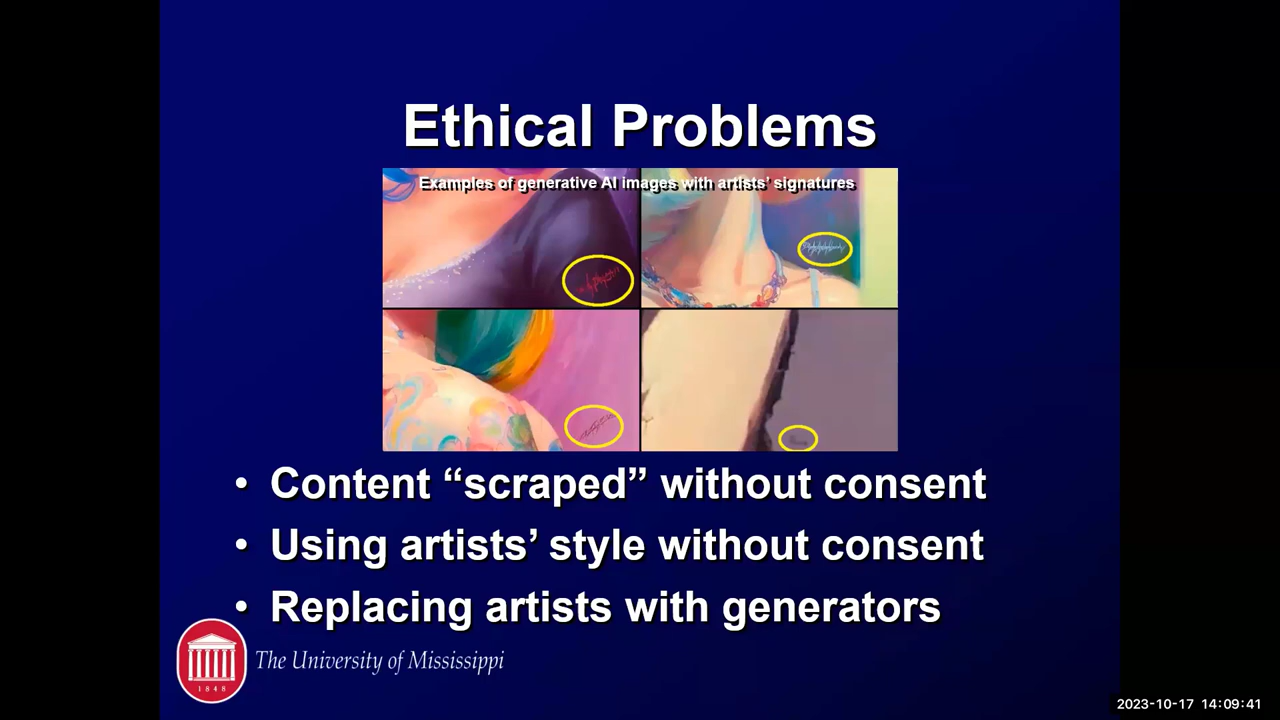 Ethical Problems
Examples of generative AI images with artists’ signatures
• Content “scraped” without consent
• Using artists’ style without consent
• Replacing artists with generators
1848
The University of Mississippi
2023-10-17 14:09:41